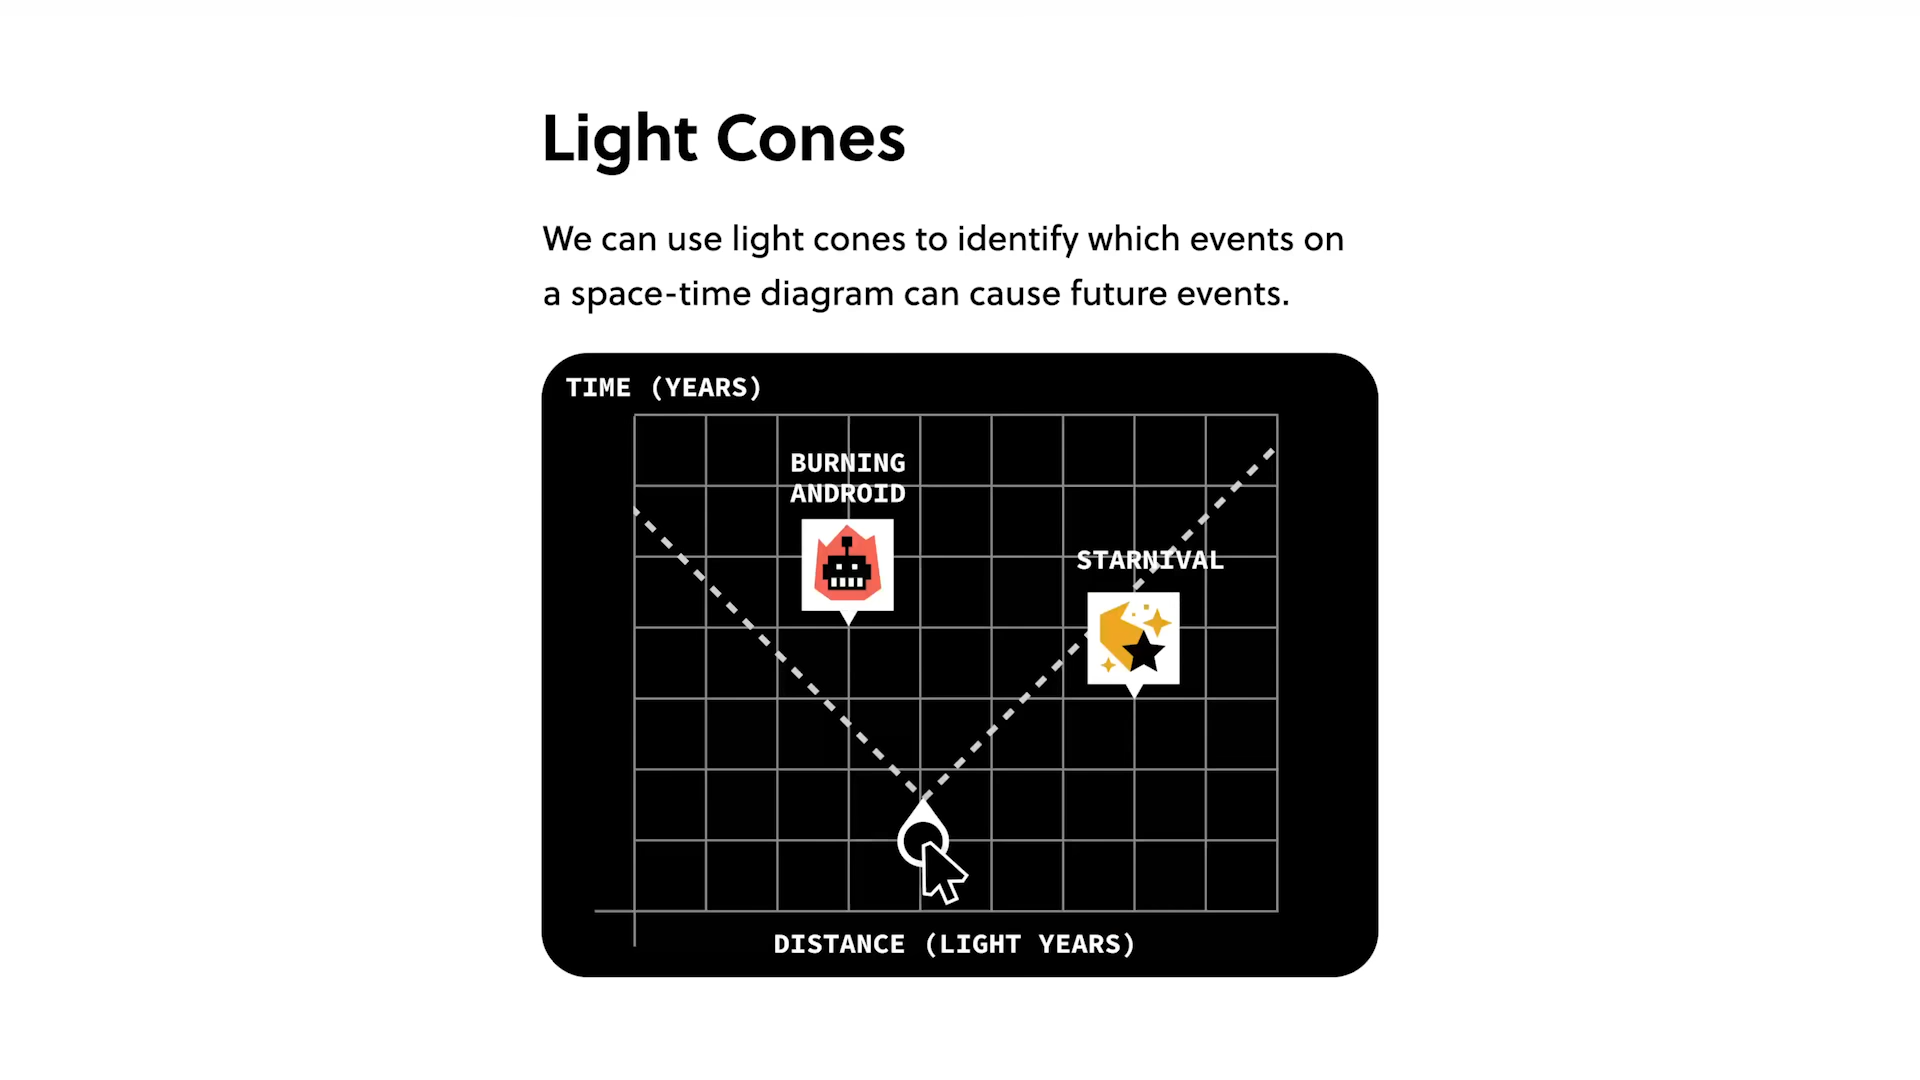 Light Cones
We can use light cones to identify which events on
a space-time diagram can cause future events.
TIME (YEARS)
BURNING
ANDROID
STARNIVAL
DISTANCE (LIGHT YEARS)